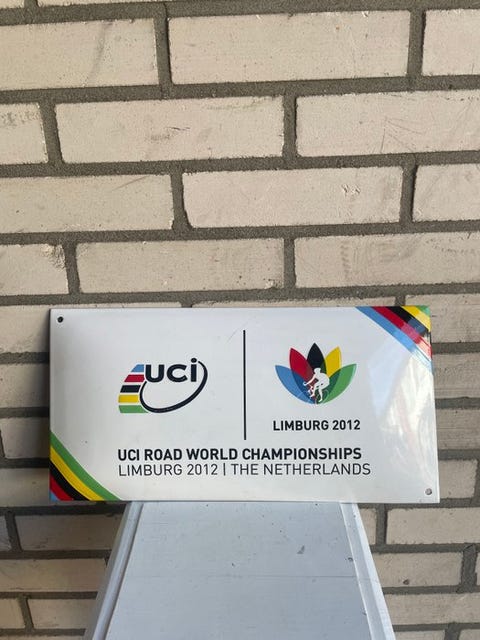 uci
LIMBURG 2012
UCI ROAD WORLD CHAMPIONSHIPS
LIMBURG 2012 | THE NETHERLANDS